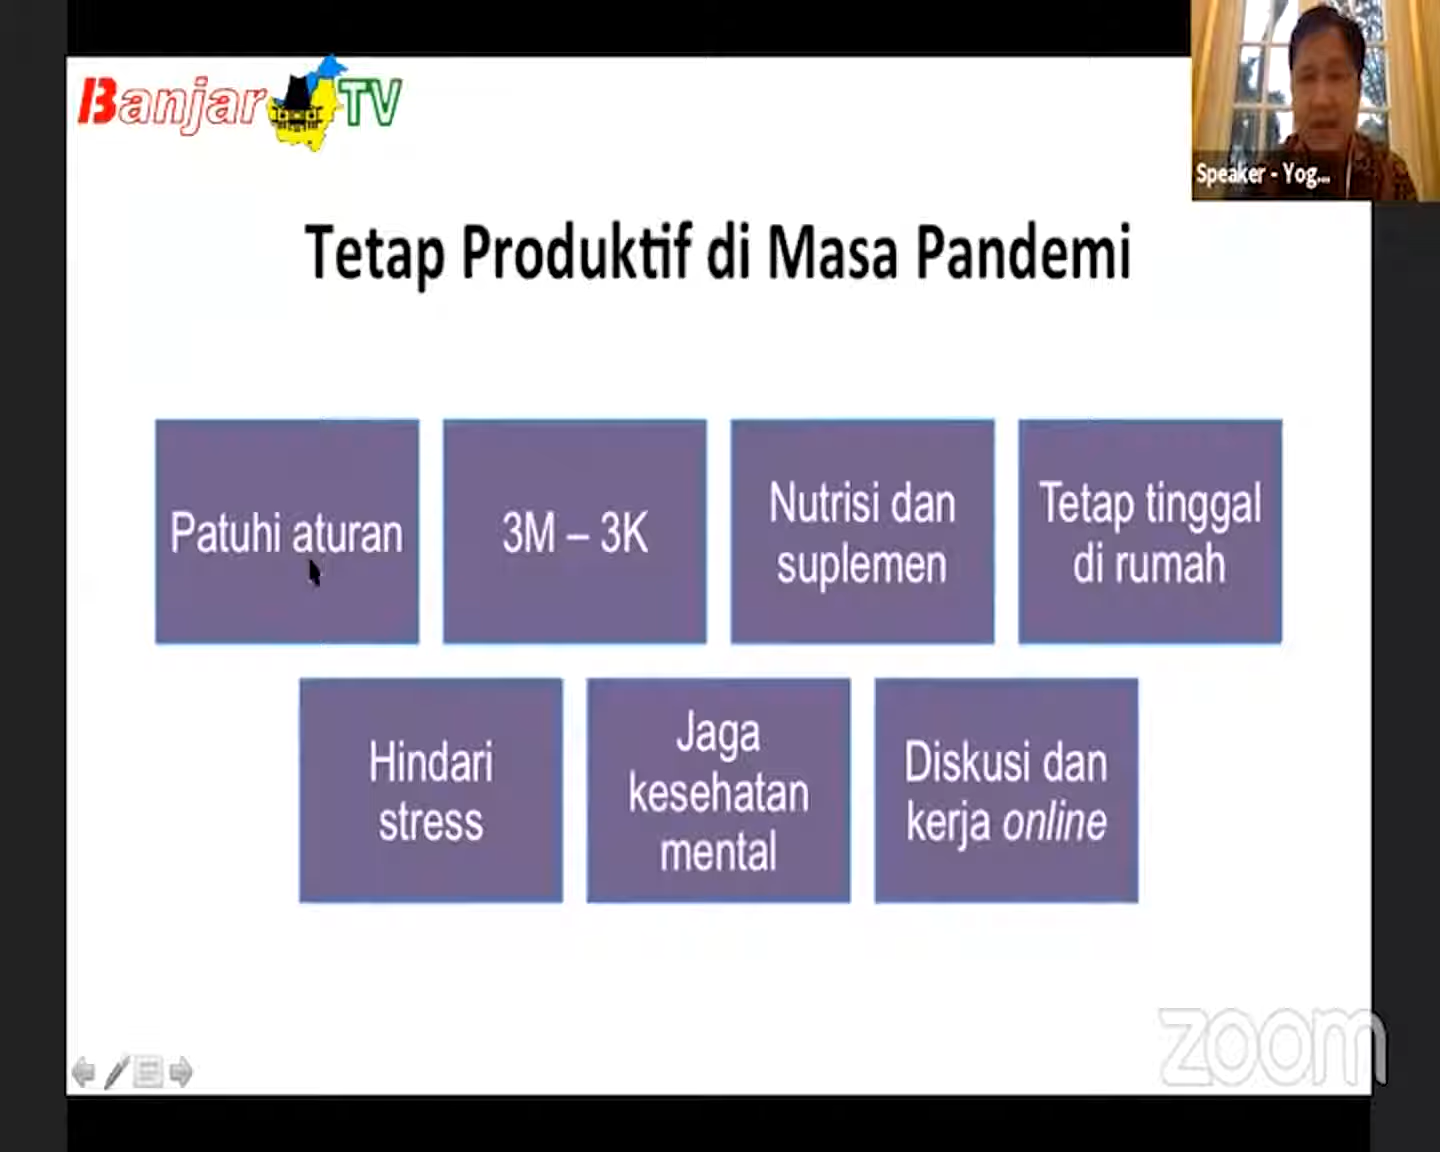 Banjar TV
Speaker - Yog...
Tetap Produktif di Masa Pandemi
Patuhi aturan
3M – 3K
Nutrisi dan
suplemen
Tetap tinggal
di rumah
Hindari
stress
Jaga
kesehatan
mental
Diskusi dan
kerja online
zoom